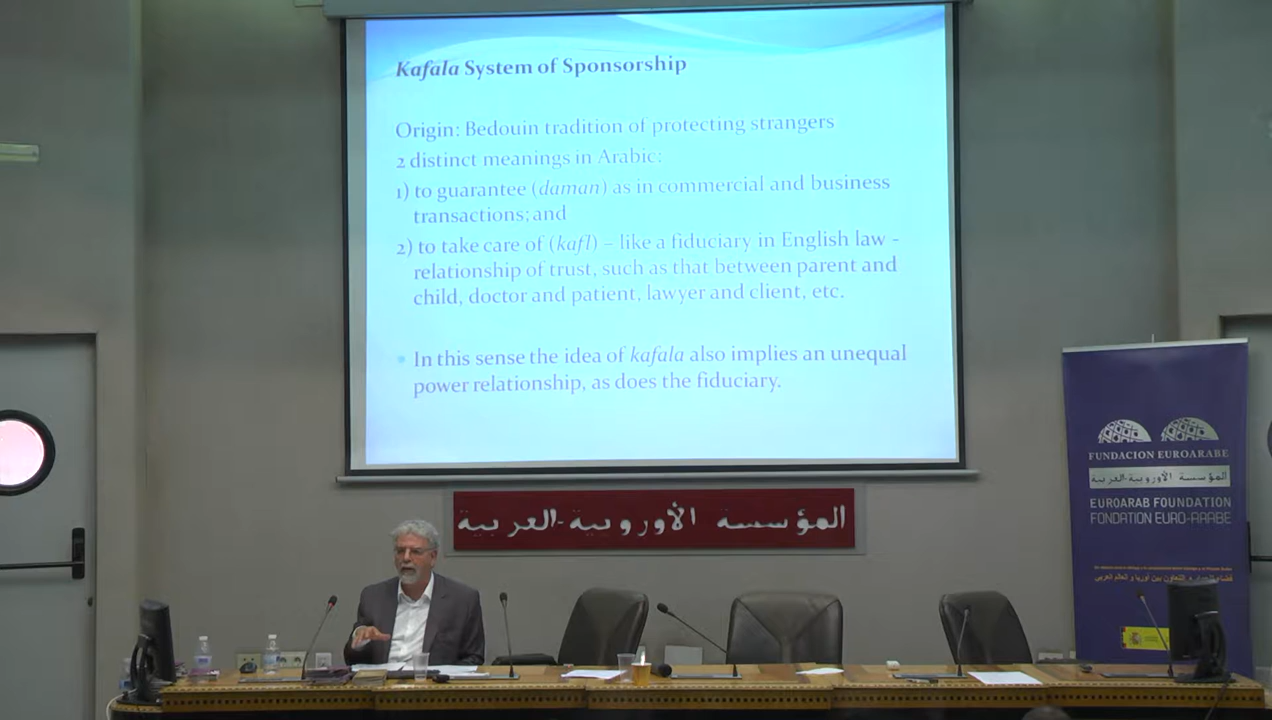 Kafala System of Sponsorship
Origin: Bedouin tradition of protecting strangers
2 distinct meanings in Arabic:
1) to guarantee (daman) as in commercial and business
transactions; and
2) to take care of (kafl) – like a fiduciary in English law -
relationship of trust, such as that between parent and
child, doctor and patient, lawyer and client, etc.
In this sense the idea of kafala also implies an unequal
power relationship, as does the fiduciary.
المؤسسة الأوروبية-العربية
FUNDACION EUROARABE
المؤسسة الأوروبية-العربية
EUROARAB FOUNDATION
FONDATION EURO-ARABE